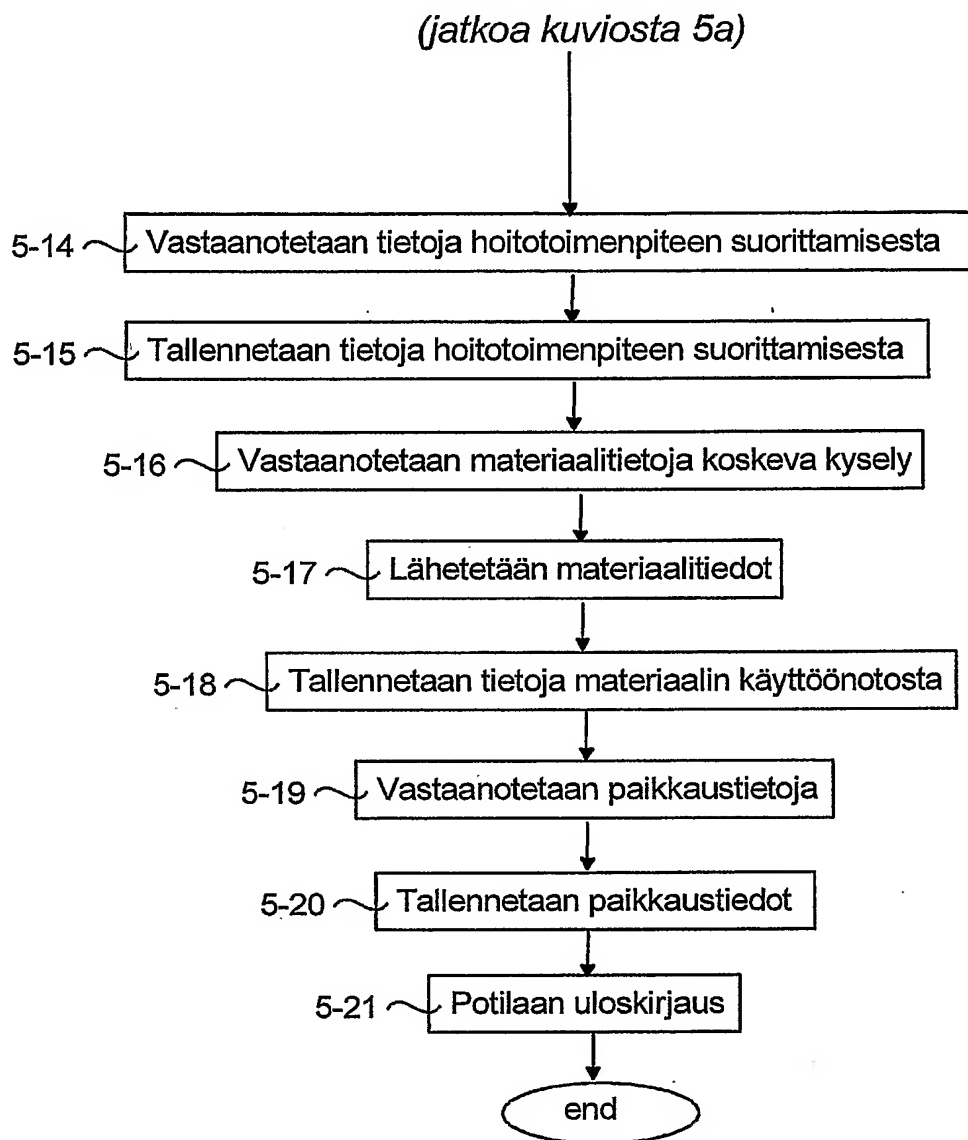 (jatkoa kuviosta 5a)
5-14 Vastaanotetaan tietoja hoitotoimenpiteen suorittamisesta
5-15 Tallennetaan tietoja hoitotoimenpiteen suorittamisesta
5-16 Vastaanotetaan materiaalitietoja koskeva kysely
5-17 Lähetetään materiaalitiedot
5-18 Tallennetaan tietoja materiaalin käyttöönotosta
5-19 Vastaanotetaan paikkaustietoja
5-20 Tallennetaan paikkaustiedot
5-21 Potilaan uloskirjaus
end